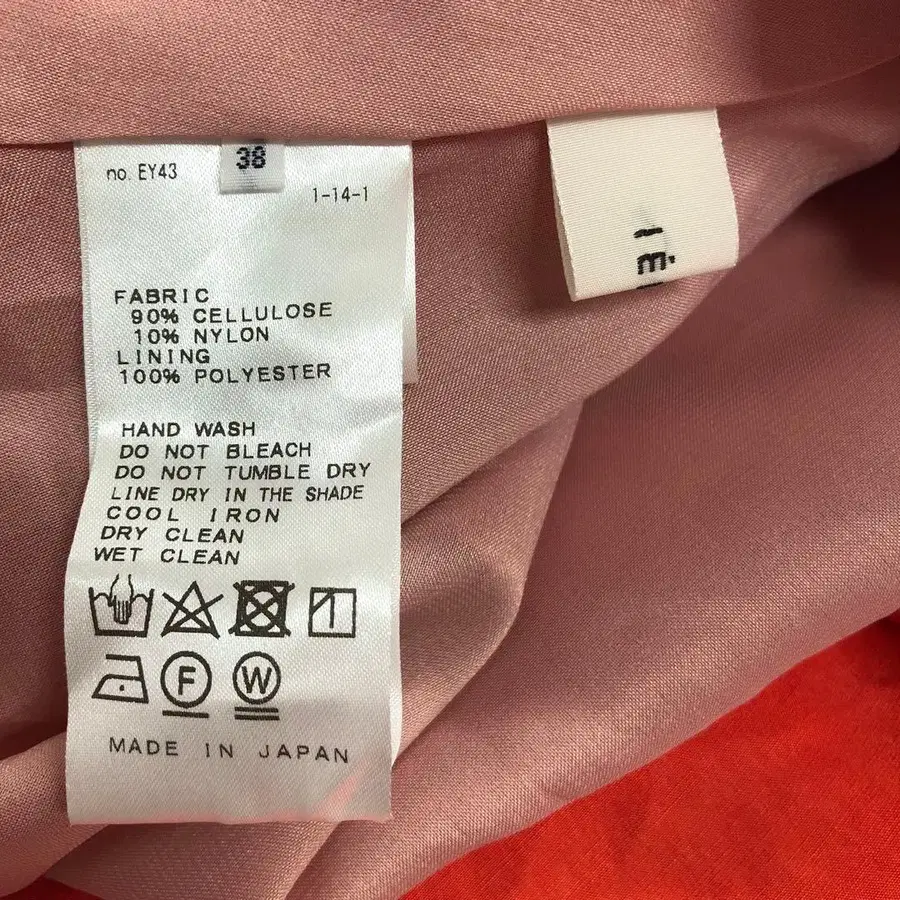 no. EY43
38
1-14-1
FABRIC
90% CELLULOSE
10% NYLON
LINING
100% POLYESTER
HAND WASH
DO NOT BLEACH
DO NOT TUMBLE DRY
LINE DRY IN THE SHADE
COOL IRON
DRY CLEAN
WET CLEAN
F
W
MADE IN JAPAN